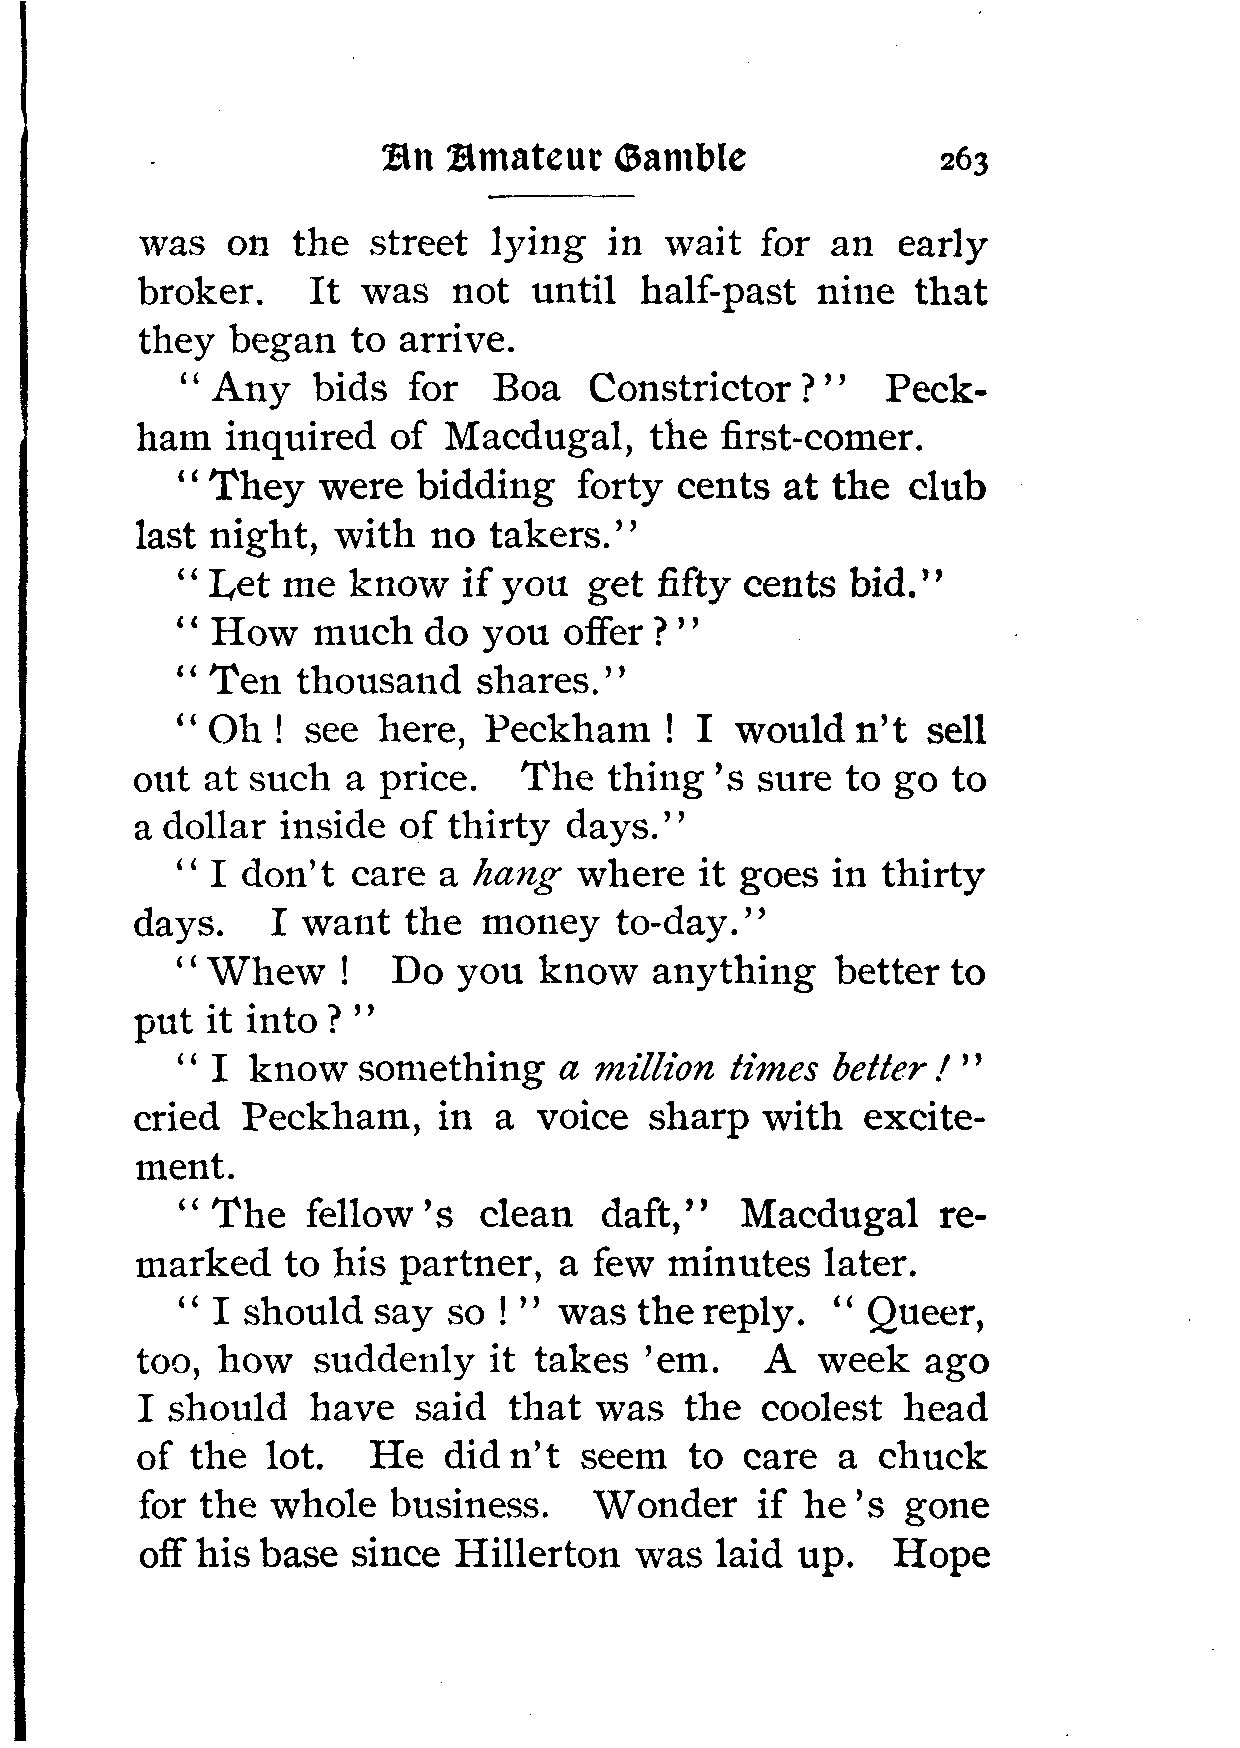 An Amateur Gamble 263
was on the street lying in wait for an early
broker. It was not until half-past nine that
they began to arrive.
" Any bids for Boa Constrictor?" Peck-
ham inquired of Macdugal, the first-comer.
"They were bidding forty cents at the club
last night, with no takers."
"Let me know if you get fifty cents bid."
" How much do you offer ?"
"Ten thousand shares."
"Oh ! see here, Peckham ! I would n't sell
out at such a price. The thing 's sure to go to
a dollar inside of thirty days."
" I don't care a hang where it goes in thirty
days. I want the money to-day."
"Whew ! Do you know anything better to
put it into ? "
" I know something a million times better ! "
cried Peckham, in a voice sharp with excite-
ment.
" The fellow 's clean daft," Macdugal re-
marked to his partner, a few minutes later.
" I should say so ! " was the reply. " Queer,
too, how suddenly it takes 'em. A week ago
I should have said that was the coolest head
of the lot. He did n't seem to care a chuck
for the whole business. Wonder if he 's gone
off his base since Hillerton was laid up. Hope